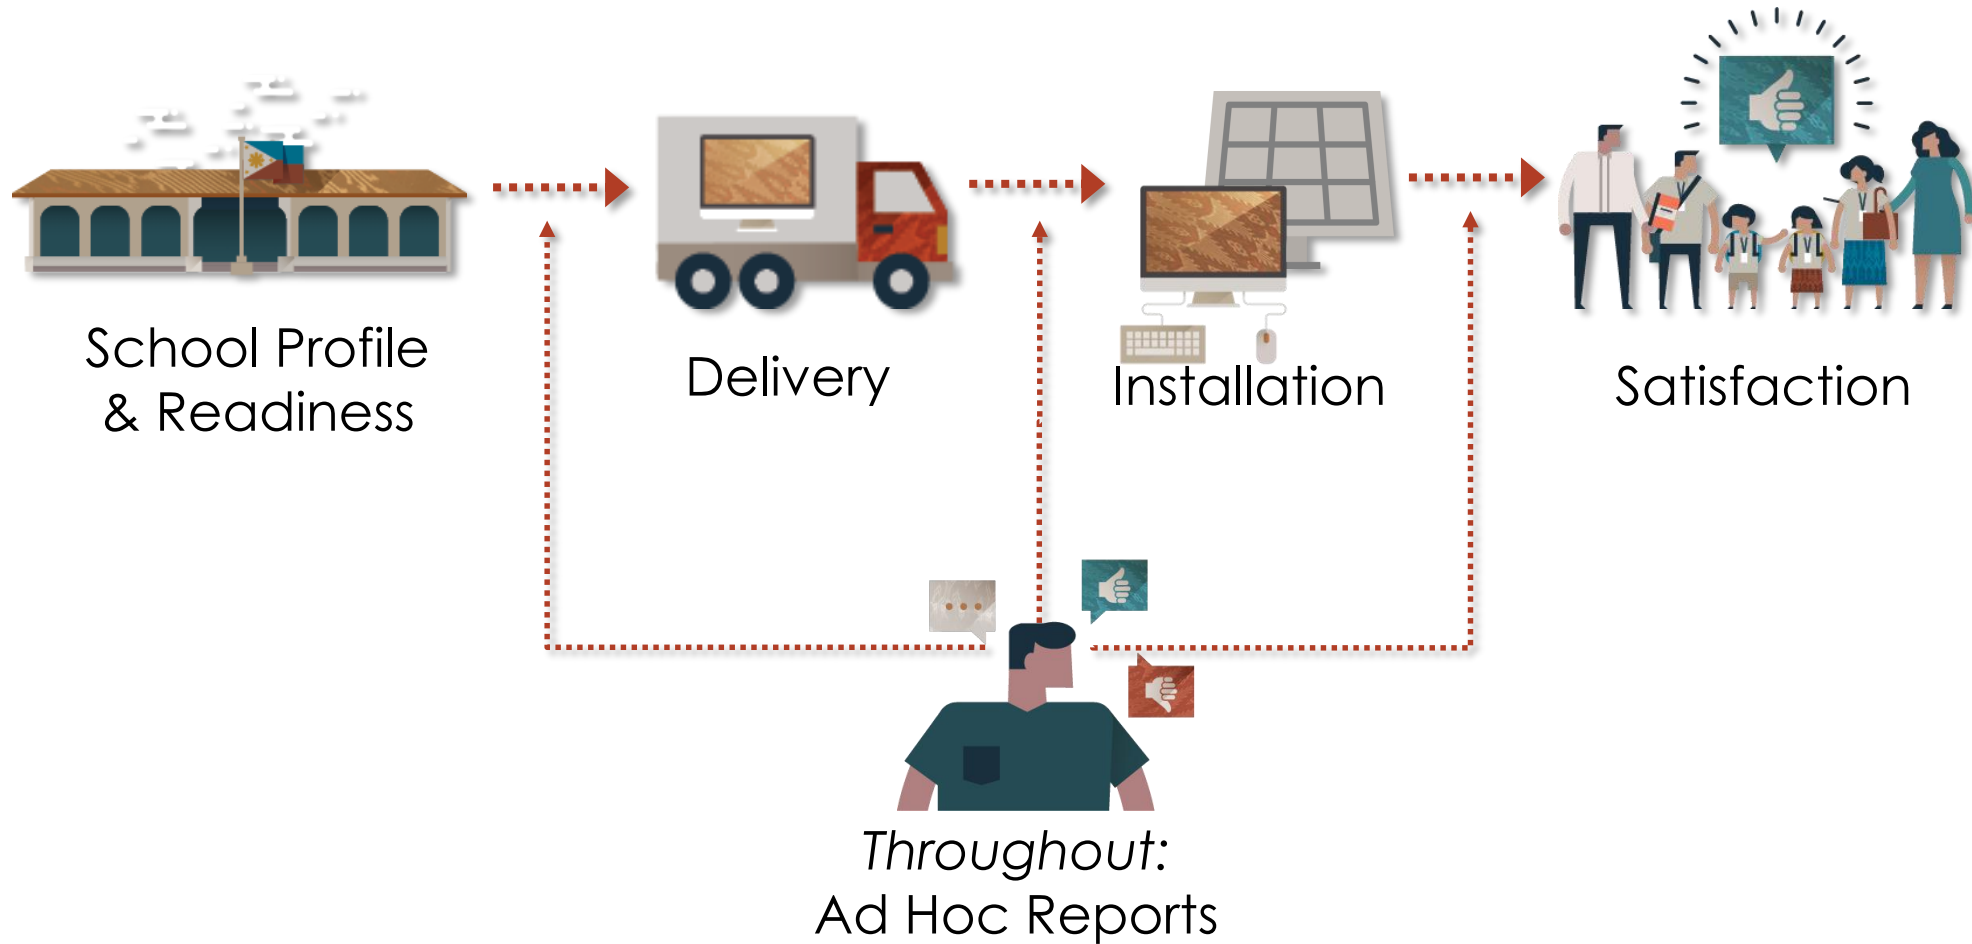 School Profile
& Readiness
Delivery
Installation
Satisfaction
Throughout:
Ad Hoc Reports